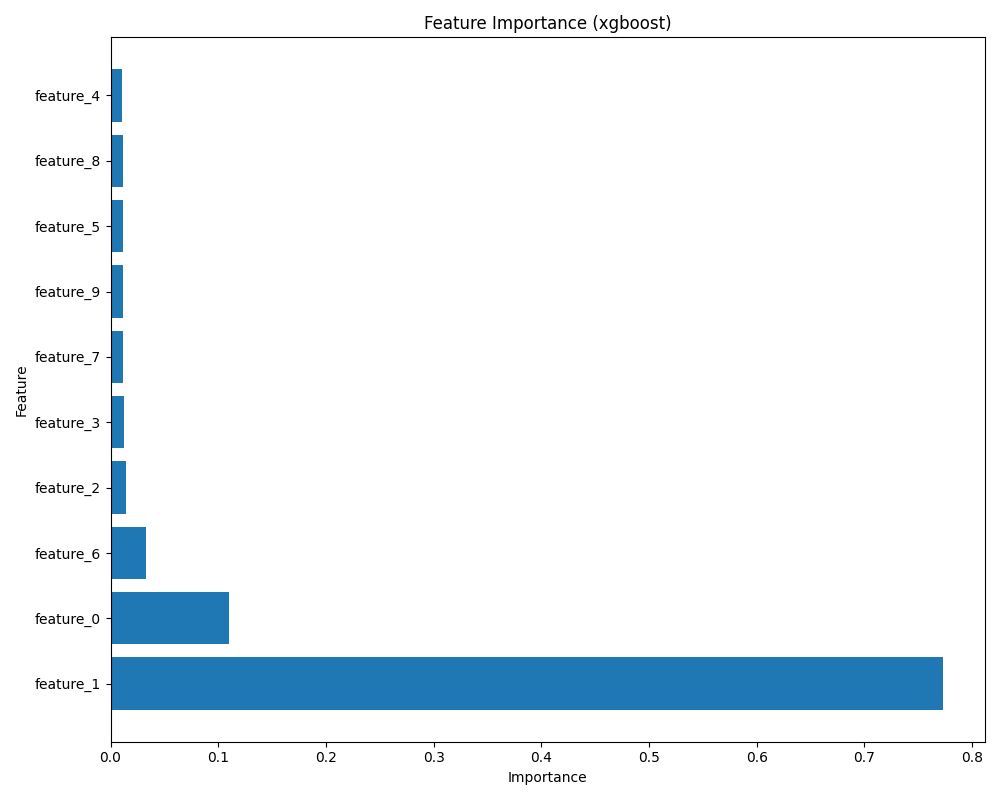 Feature Importance (xgboost)
feature_4
feature_8
feature_5
feature_9
feature_7
feature_3
feature_2
feature_6
feature_0
feature_1
Feature
0.0 0.1 0.2 0.3 0.4 0.5 0.6 0.7 0.8
Importance